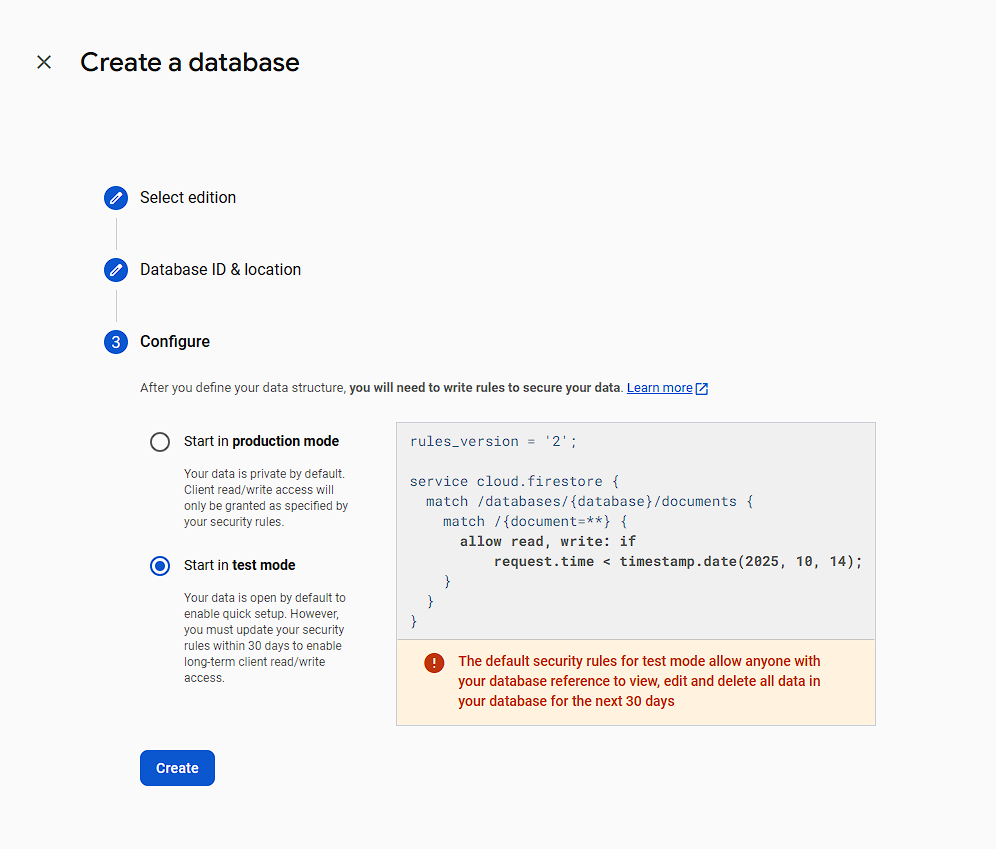 Create a database
Select edition
Database ID & location
3 Configure
After you define your data structure, you will need to write rules to secure your data. Learn more
Start in production mode
Your data is private by default.
Client read/write access will
only be granted as specified by
your security rules.
Start in test mode
Your data is open by default to
enable quick setup. However,
you must update your security
rules within 30 days to enable
long-term client read/write
access.
rules_version = '2';
service cloud.firestore {
  match /databases/{database}/documents {
    match /{document=**} {
      allow read, write: if
          request.time < timestamp.date(2025, 10, 14);
    }
  }
}
The default security rules for test mode allow anyone with
your database reference to view, edit and delete all data in
your database for the next 30 days
Create